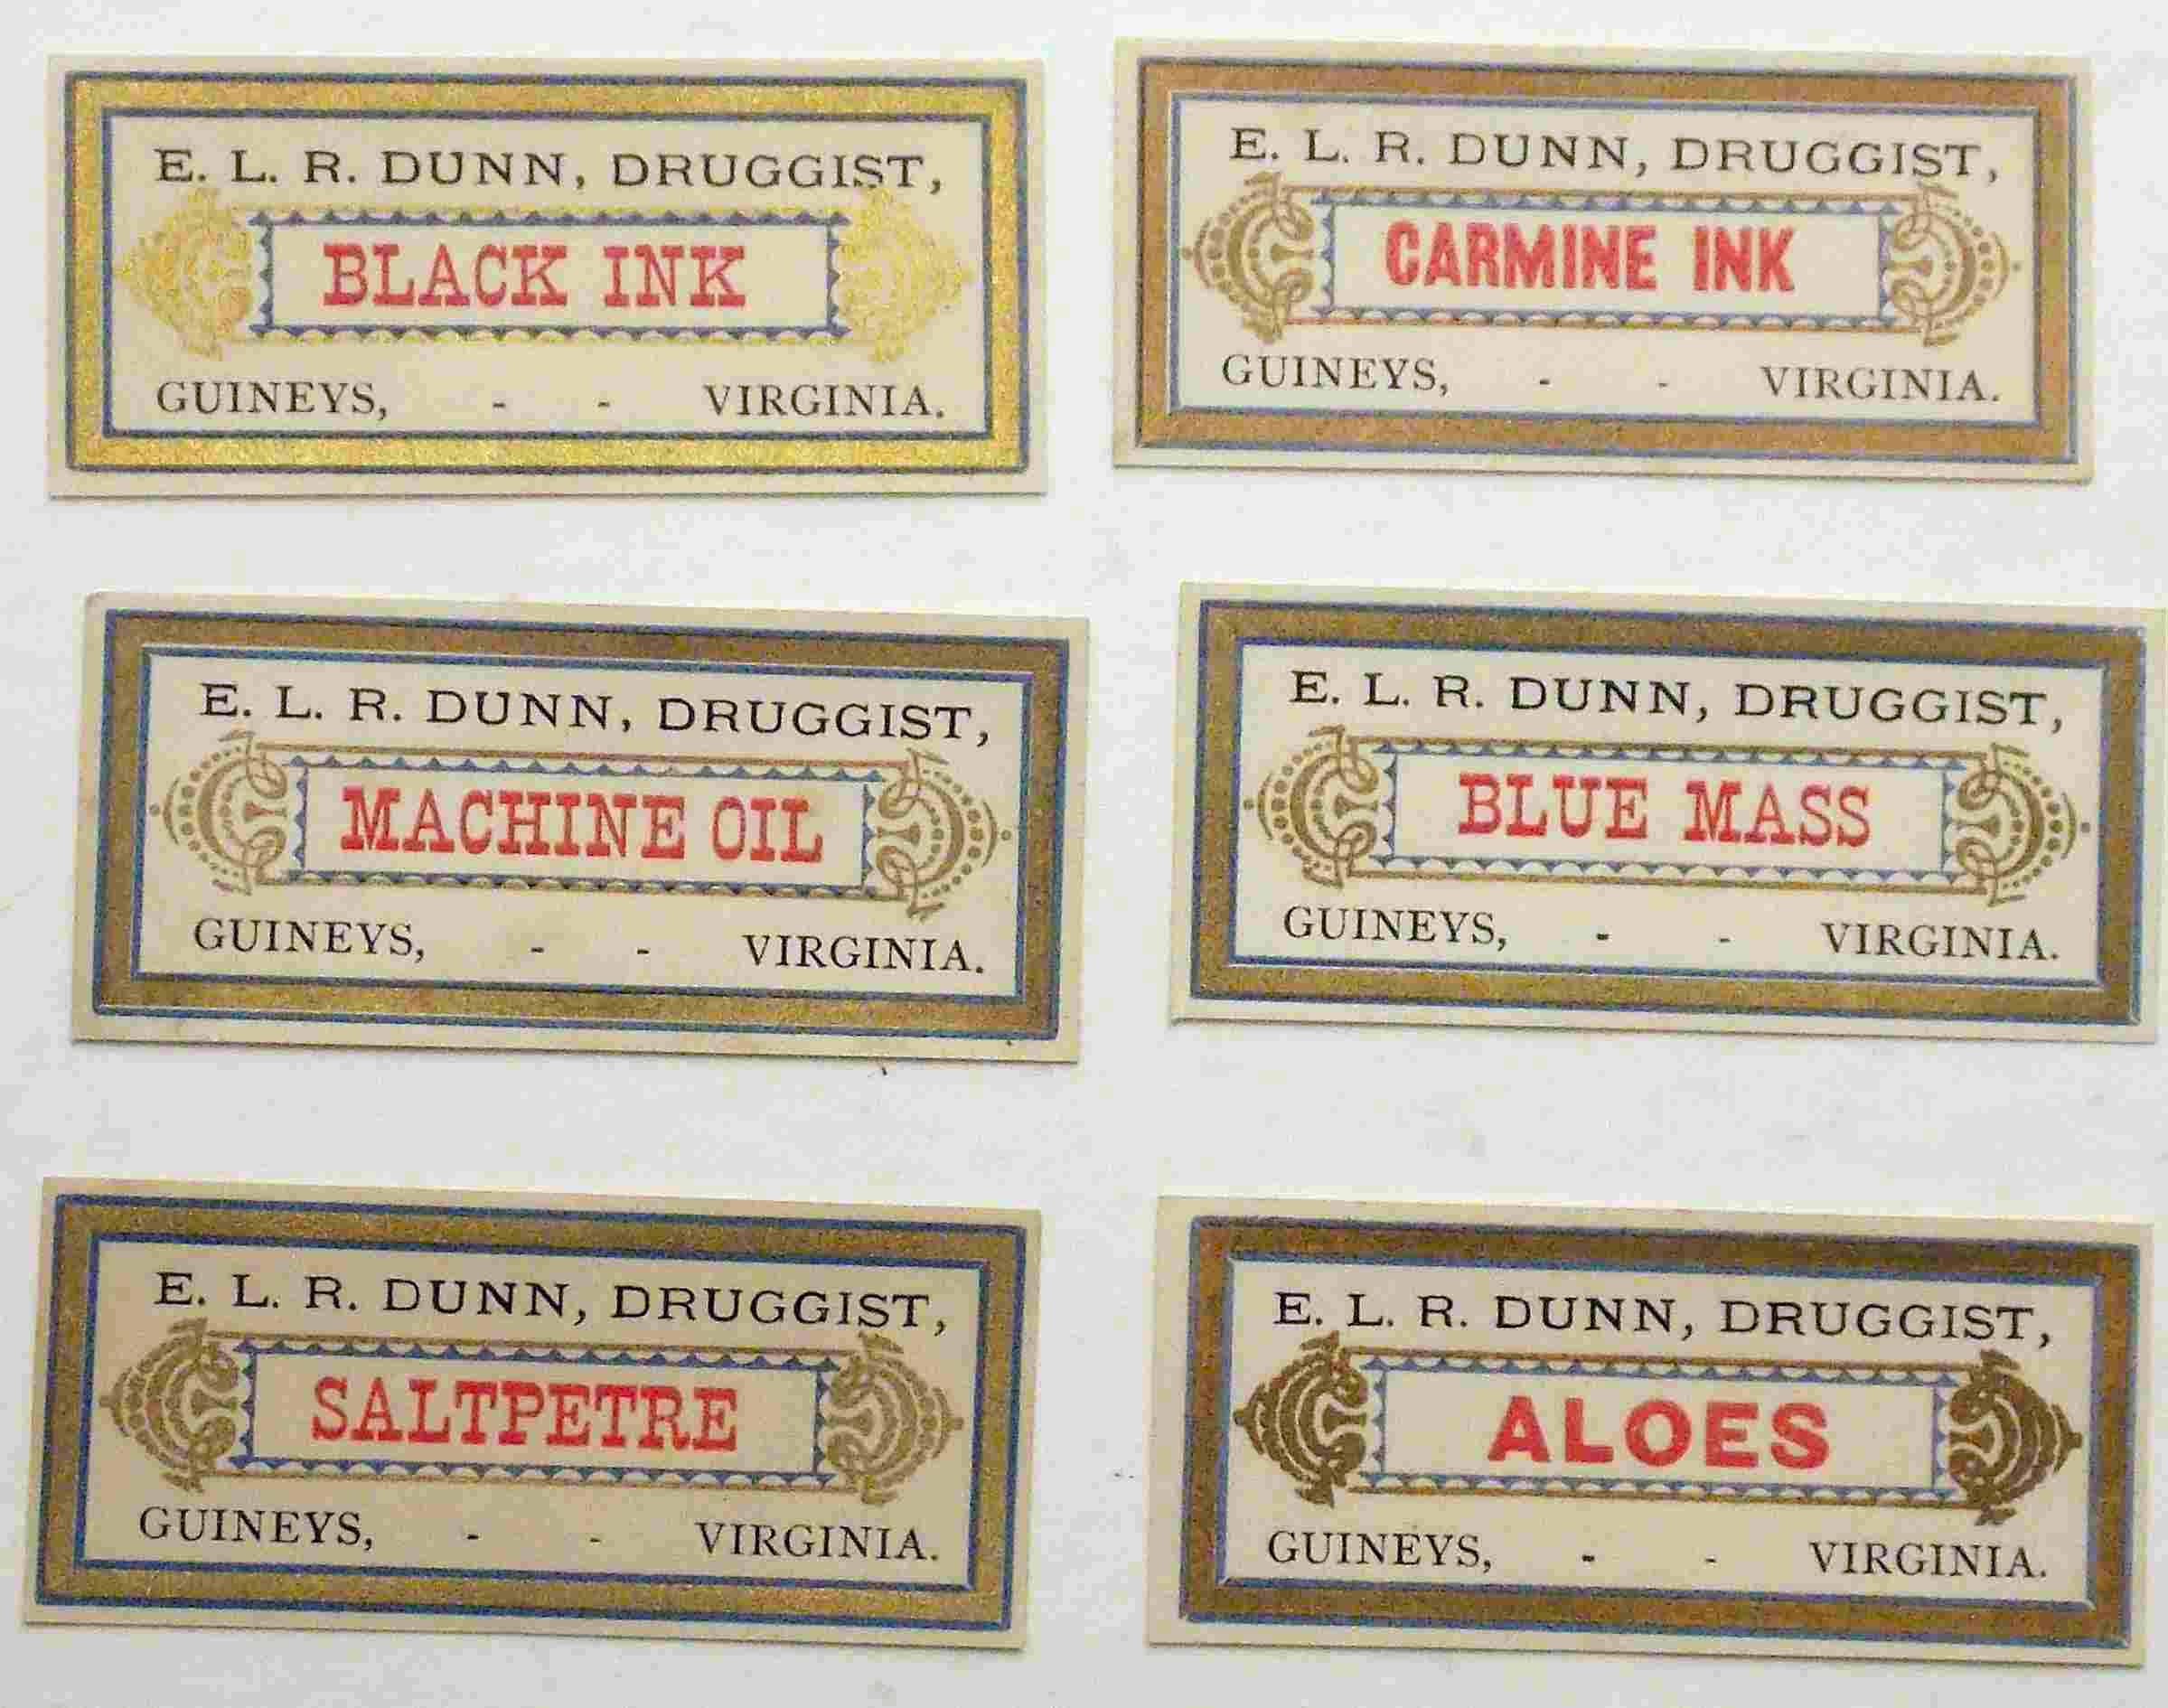 E. L. R. DUNN, DRUGGIST,
BLACK INK
GUINEYS, - - VIRGINIA.
E. L. R. DUNN, DRUGGIST,
CARMINE INK
GUINEYS, - - VIRGINIA.
E. L. R. DUNN, DRUGGIST,
MACHINE OIL
GUINEYS, - - VIRGINIA.
E. L. R. DUNN, DRUGGIST,
BLUE MASS
GUINEYS, - - VIRGINIA.
E. L. R. DUNN, DRUGGIST,
SALTPETRE
GUINEYS, - - VIRGINIA.
E. L. R. DUNN, DRUGGIST,
ALOES
GUINEYS, - - VIRGINIA.